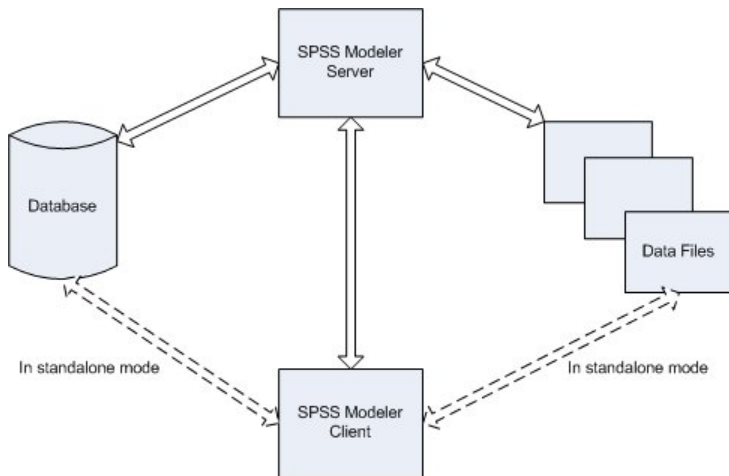 SPSS Modeler
Server
Database
Data Files
In standalone mode
In standalone mode
SPSS Modeler
Client